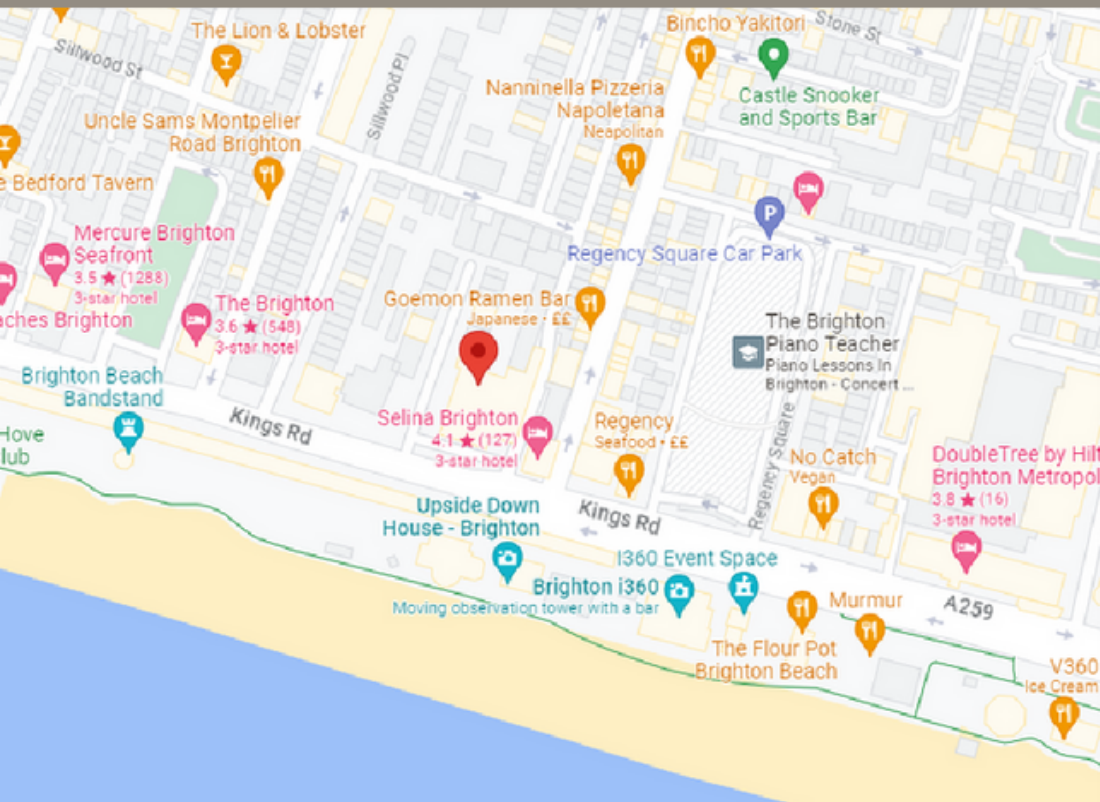 The Lion & Lobster
Bincho Yakitori
Stone St
Sillwood St
Sillwood Pl
Nanninella Pizzeria
Napoletana
Neapolitan
Castle Snooker
and Sports Bar
Uncle Sams Montpelier
Road Brighton
e Bedford Tavern
P
Regency Square Car Park
Mercure Brighton
Seafront
3.5 ★ (1288)
3-star hotel
aches Brighton
The Brighton
3.6 ★ (548)
3-star hotel
Goemon Ramen Bar
Japanese · ££
The Brighton
Piano Teacher
Piano Lessons In
Brighton - Concert ...
Brighton Beach
Bandstand
Kings Rd
Selina Brighton
4.1 ★ (127)
3-star hotel
Regency
Seafood · ££
Regency Square
Hove
lub
No Catch
Vegan
DoubleTree by Hilt
Brighton Metropol
3.8 ★ (16)
3-star hotel
Upside Down
House - Brighton
Kings Rd
I360 Event Space
Brighton i360
Moving observation tower with a bar
Murmur
A259
The Flour Pot
Brighton Beach
V360
Ice Cream